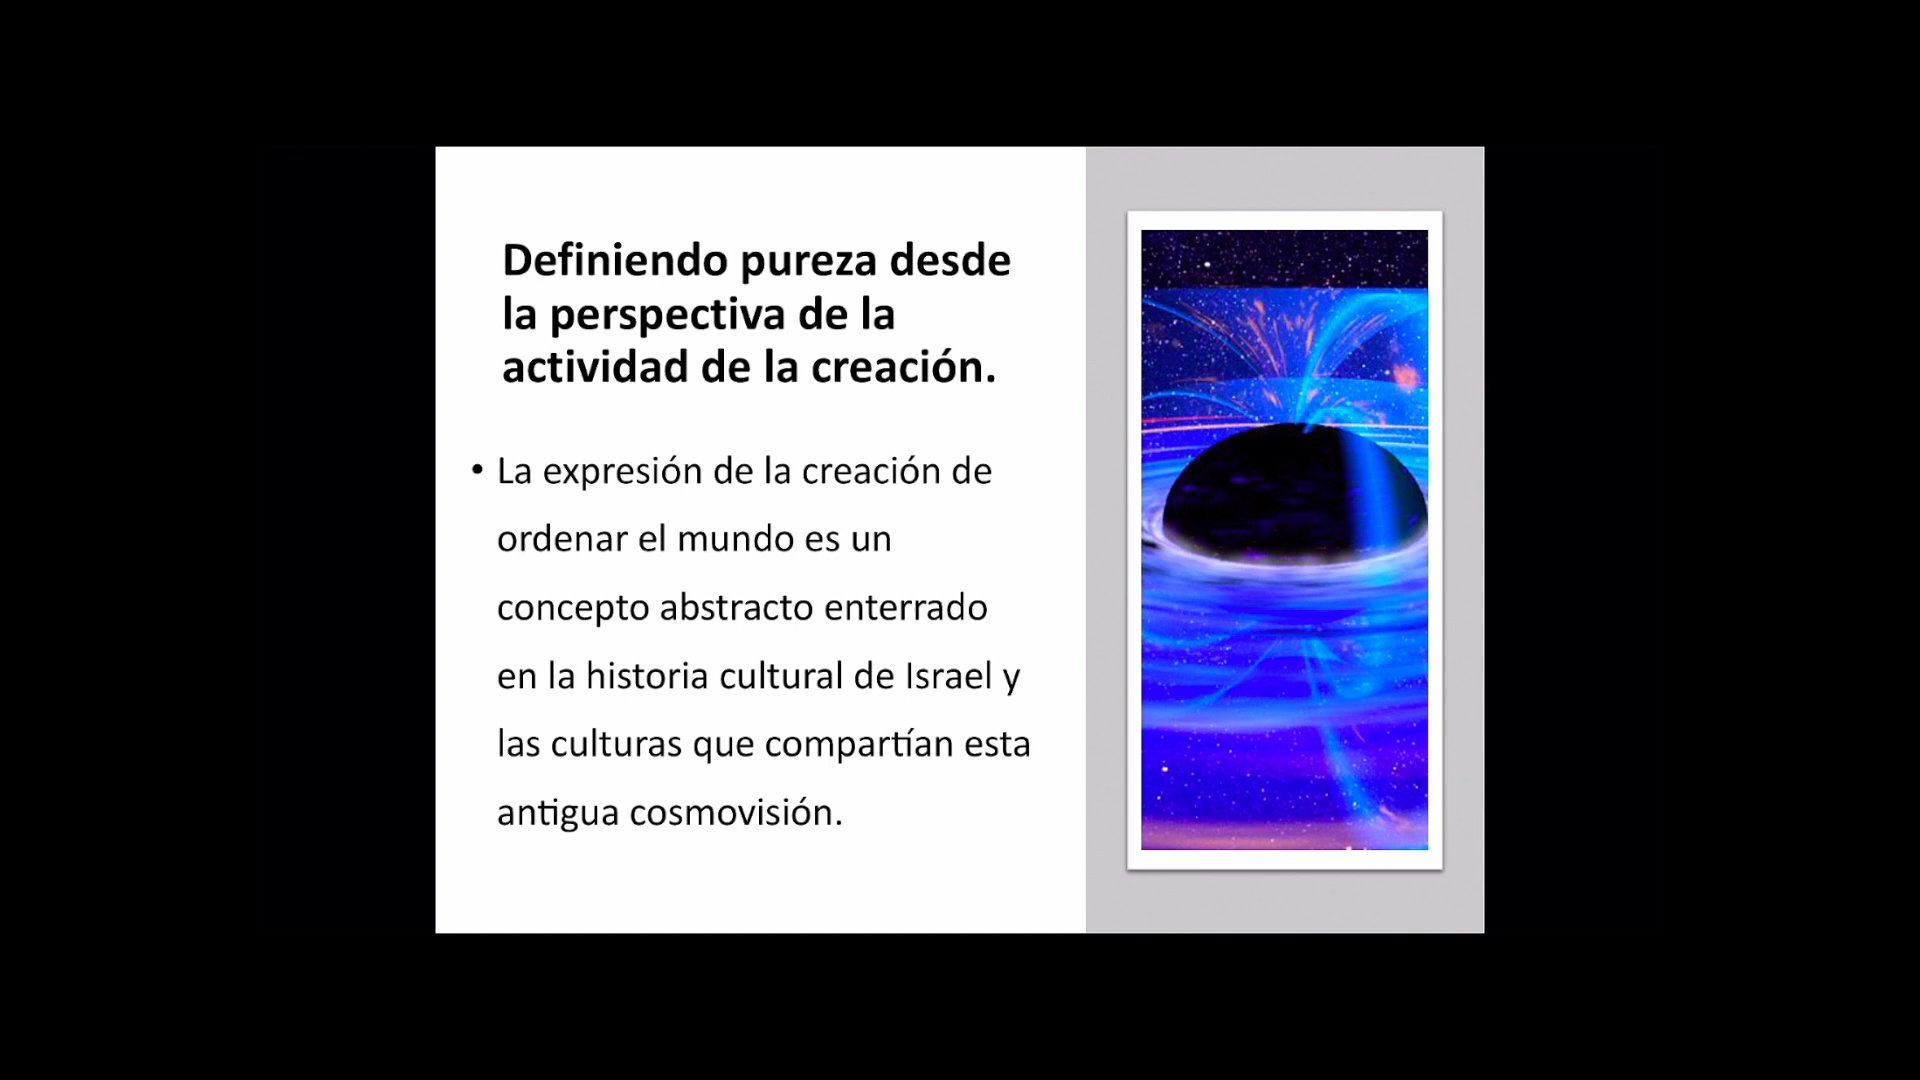 Definiendo pureza desde
la perspectiva de la
actividad de la creación.
• La expresión de la creación de
ordenar el mundo es un
concepto abstracto enterrado
en la historia cultural de Israel y
las culturas que compartían esta
antigua cosmovisión.